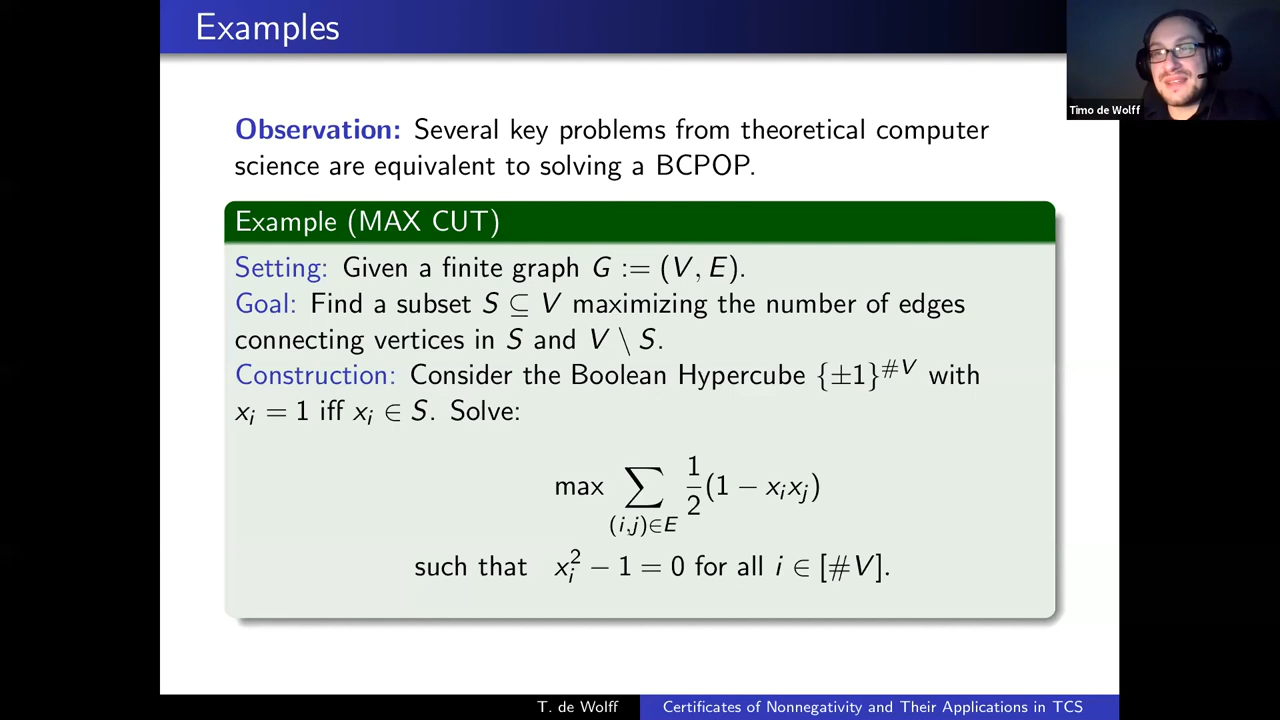 Examples
Timo de Wolff
Observation: Several key problems from theoretical computer
science are equivalent to solving a BCPOP.
Example (MAX CUT)
Setting: Given a finite graph G := (V, E).
Goal: Find a subset S ⊆ V maximizing the number of edges
connecting vertices in S and V \ S.
Construction: Consider the Boolean Hypercube {±1}^{#V} with
x_i = 1 iff x_i ∈ S. Solve:
max ∑_{(i,j)∈E} 1/2 (1 − x_i x_j)
such that x_i^2 − 1 = 0 for all i ∈ [#V].
T. de Wolff
Certificates of Nonnegativity and Their Applications in TCS